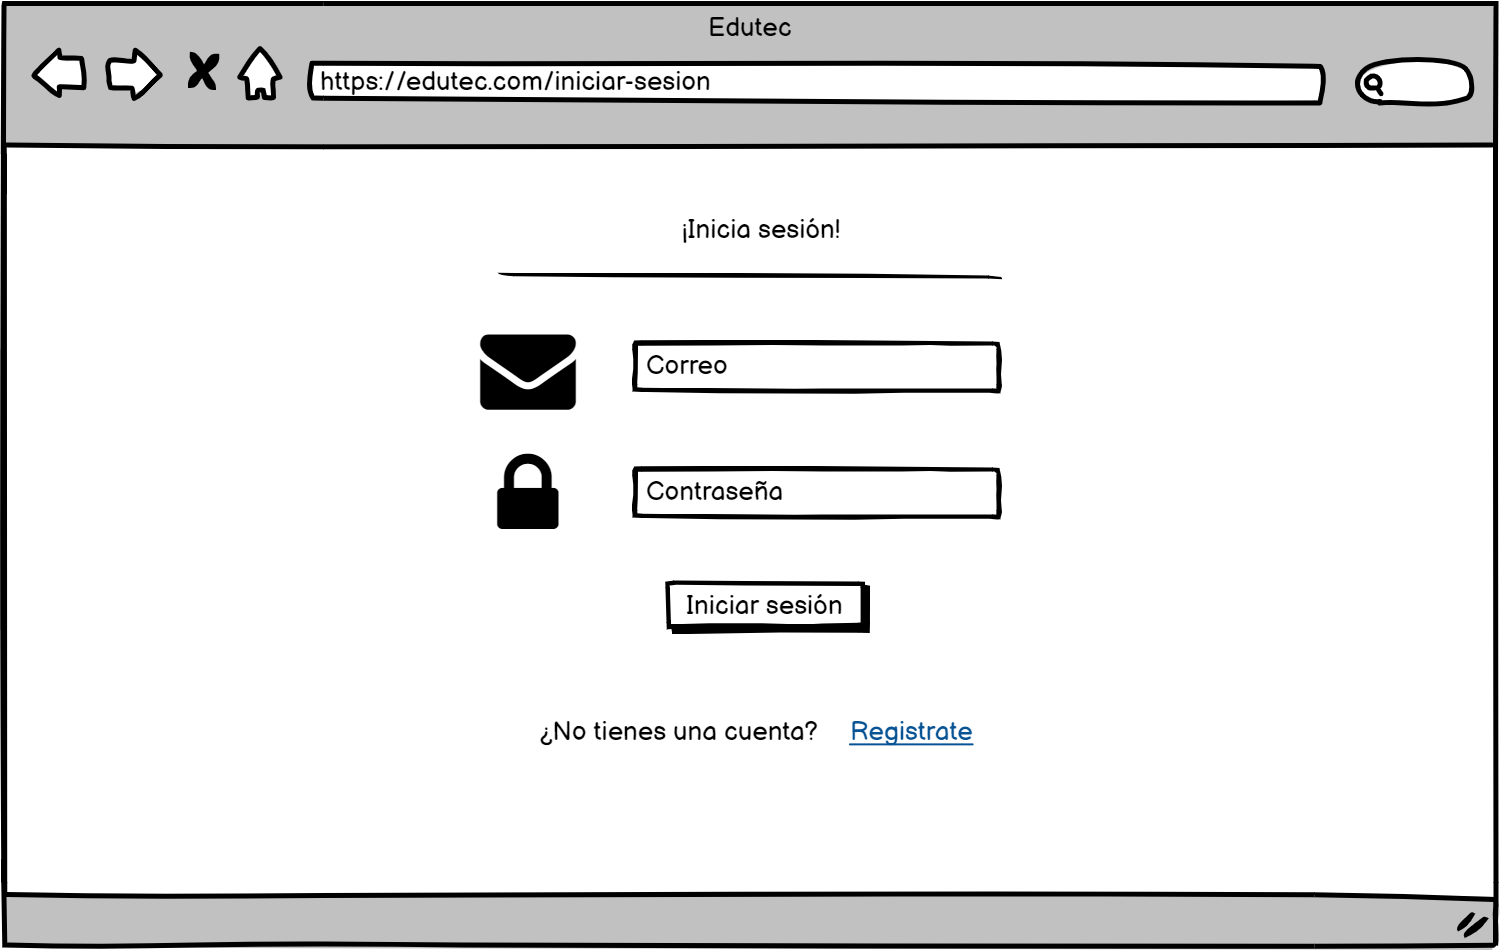 Edutec
https://edutec.com/iniciar-sesion
¡Inicia sesión!
Correo
Contraseña
Iniciar sesión
¿No tienes una cuenta? Registrate